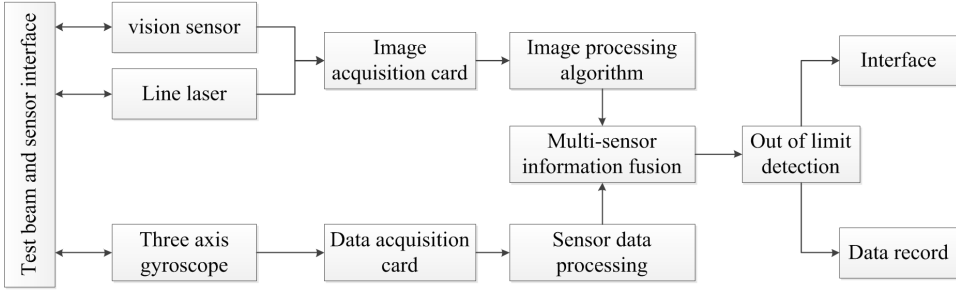 Test beam and sensor interface
vision sensor
Line laser
Three axis
gyroscope
Image
acquisition card
Data acquisition
card
Image processing
algorithm
Multi-sensor
information fusion
Sensor data
processing
Out of limit
detection
Interface
Data record